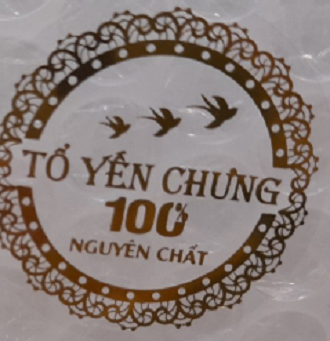 TỔ YẾN CHƯNG
100%
NGUYÊN CHẤT